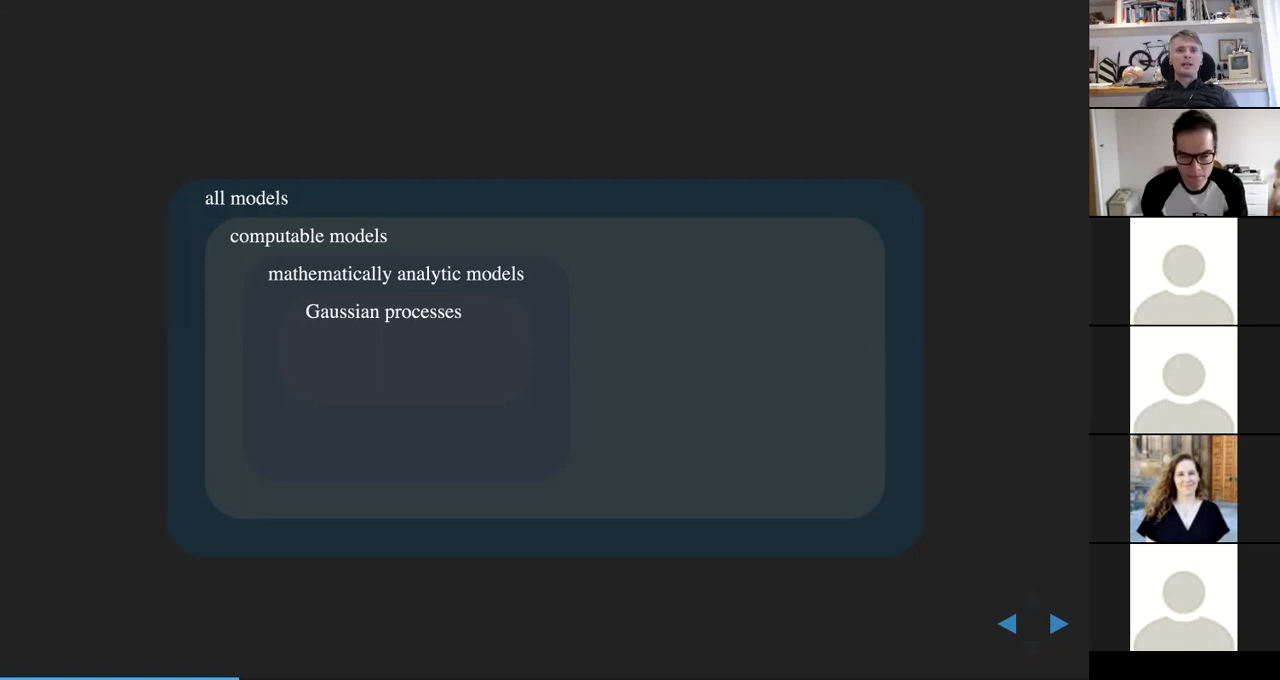 all models
computable models
mathematically analytic models
Gaussian processes